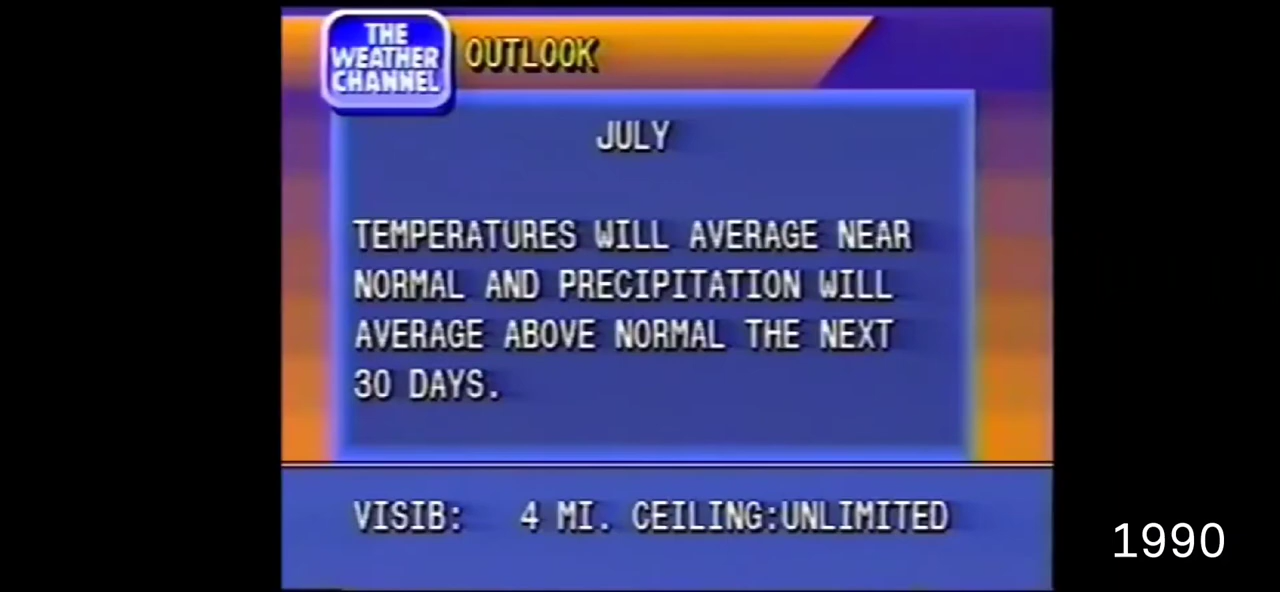 THE
WEATHER
CHANNEL
OUTLOOK
JULY
TEMPERATURES WILL AVERAGE NEAR
NORMAL AND PRECIPITATION WILL
AVERAGE ABOVE NORMAL THE NEXT
30 DAYS.
VISIB: 4 MI. CEILING:UNLIMITED
1990